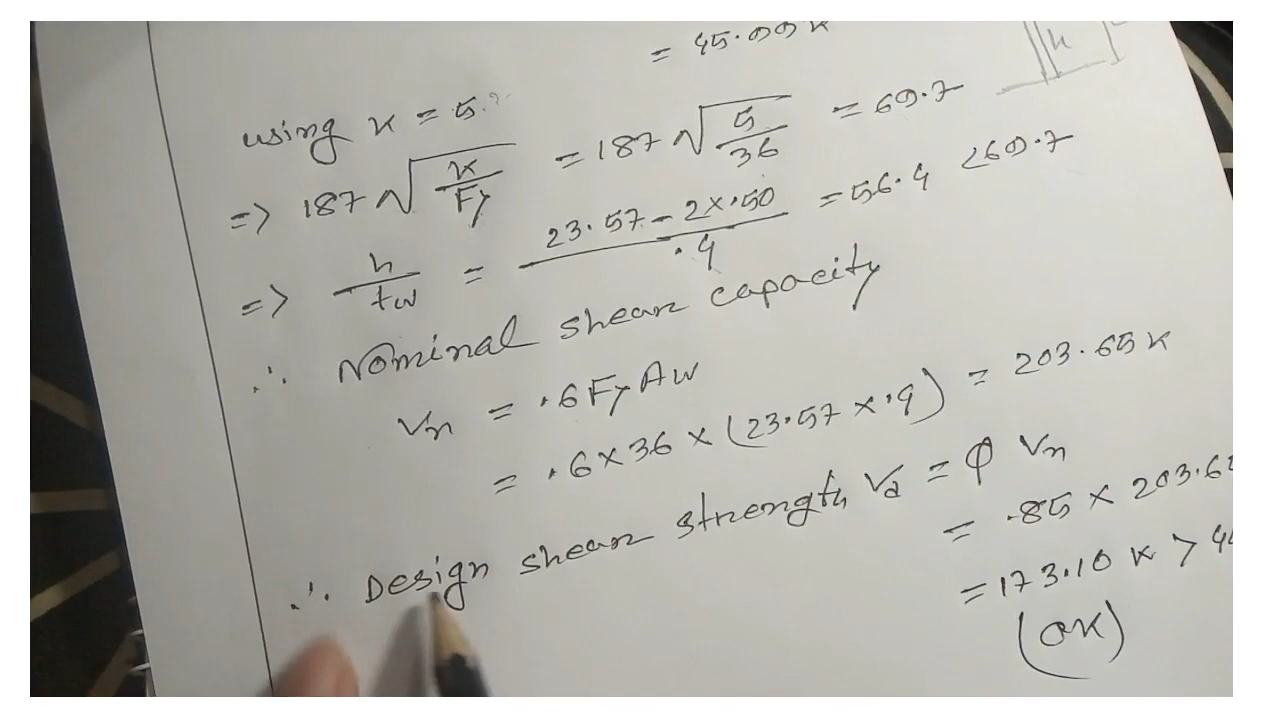 = 45.00 K
h
using K = 5.
=> 187 √(K/Fy) = 187 √(5/36) = 69.7
=> h/tw = (23.57 - 2×.50)/.4 = 56.4 < 69.7
∴ Nominal shear capacity
Vn = .6 Fy Aw
= .6×36 × (23.57 × .4) = 203.65 K
∴ Design shear strength Vd = φ Vn
= .85 × 203.6
= 173.10 K > 4
(OK)